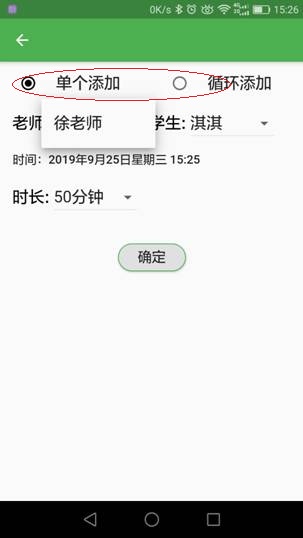 0K/s 15:26
单个添加 循环添加
老师 徐老师 学生: 淇淇
时间：2019年9月25日星期三 15:25
时长: 50分钟
确定